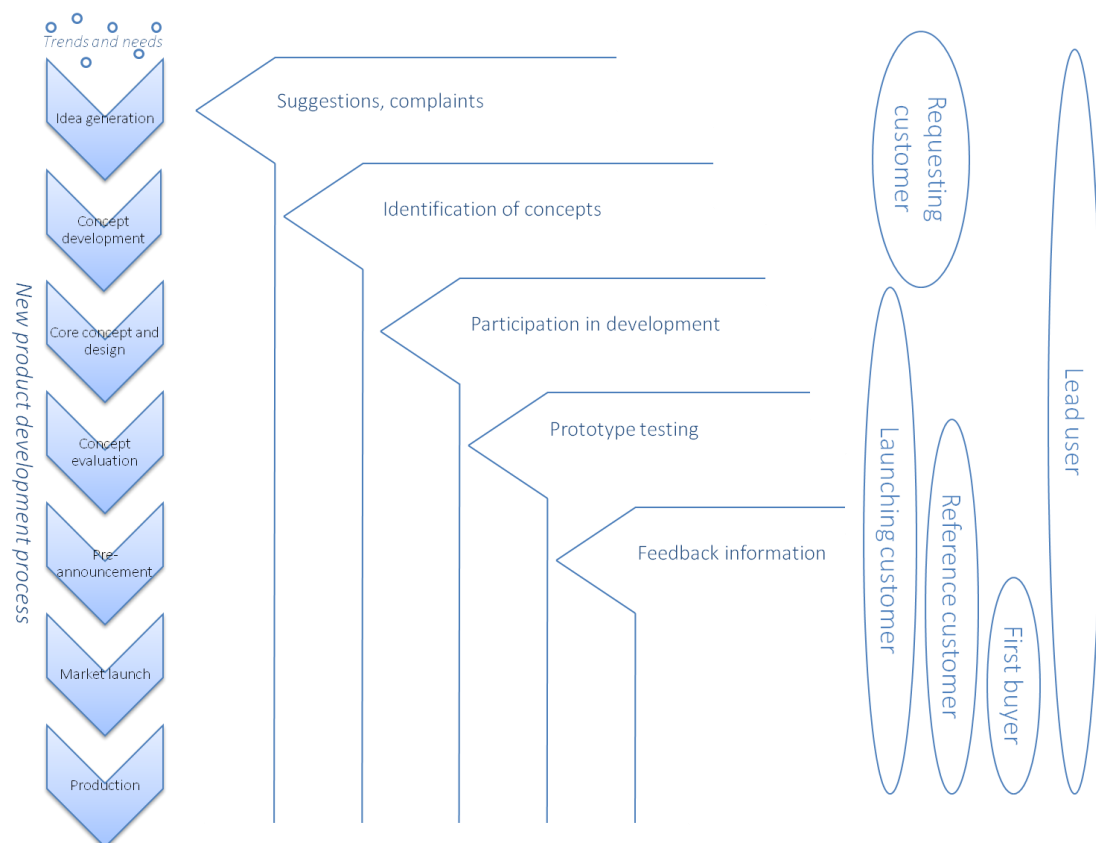 Trends and needs
Idea generation
Concept
development
Core concept and
design
Concept
evaluation
Pre-
announcement
Market launch
Production
New product development process
Suggestions, complaints
Identification of concepts
Participation in development
Prototype testing
Feedback information
Requesting
customer
Launching customer
Reference customer
First buyer
Lead user